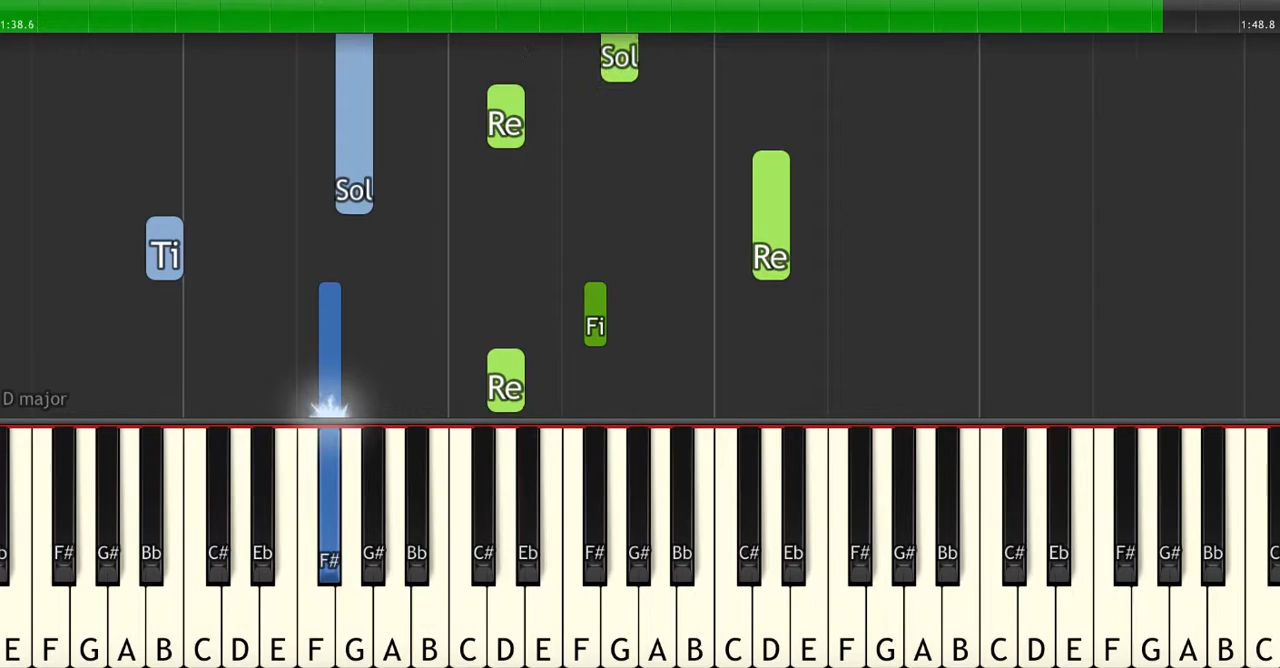 1:38.6 1:48.8
Sol
Re
Sol
Ti Re
Fi
Re
D major
F# G# Bb C# Eb F# G# Bb C# Eb F# G# Bb C# Eb F# G# Bb C# Eb F# G# Bb C
E F G A B C D E F G A B C D E F G A B C D E F G A B C D E F G A B C